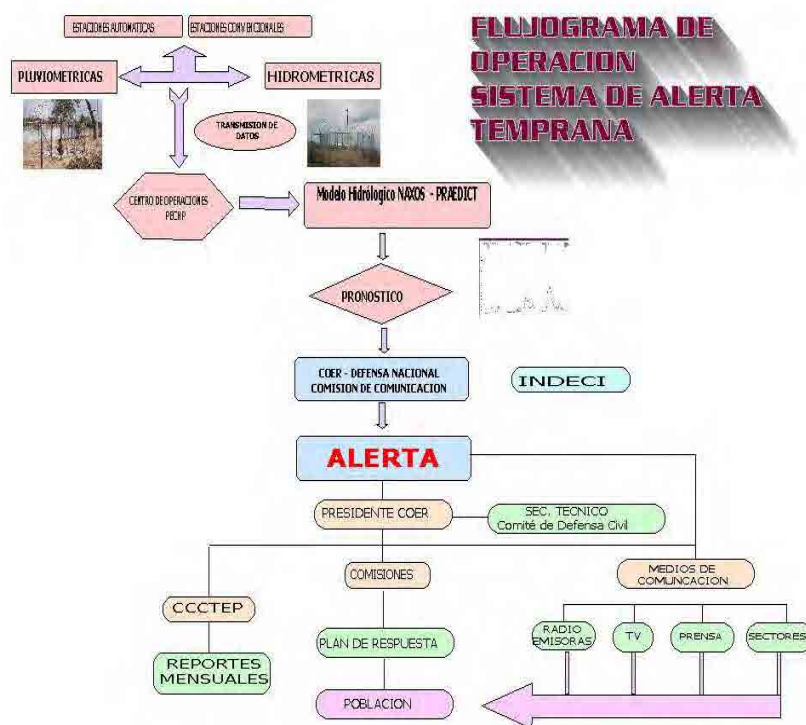 FLUJOGRAMA DE
OPERACION
SISTEMA DE ALERTA
TEMPRANA
ESTACIONES AUTOMATICAS
ESTACIONES CONVENCIONALES
PLUVIOMETRICAS
HIDROMETRICAS
TRANSMISION DE
DATOS
CENTRO DE OPERACIONES
PECHP
Modelo Hidrólogico NAXOS - PRAEDICT
PRONOSTICO
COER - DEFENSA NACIONAL
COMISION DE COMUNICACION
INDECI
ALERTA
PRESIDENTE COER
SEC. TECNICO
Comité de Defensa Civil
COMISIONES
MEDIOS DE
COMUNCACION
CCCTEP
RADIO
EMISORAS
TV
PRENSA
SECTORES
PLAN DE RESPUESTA
REPORTES
MENSUALES
POBLACION